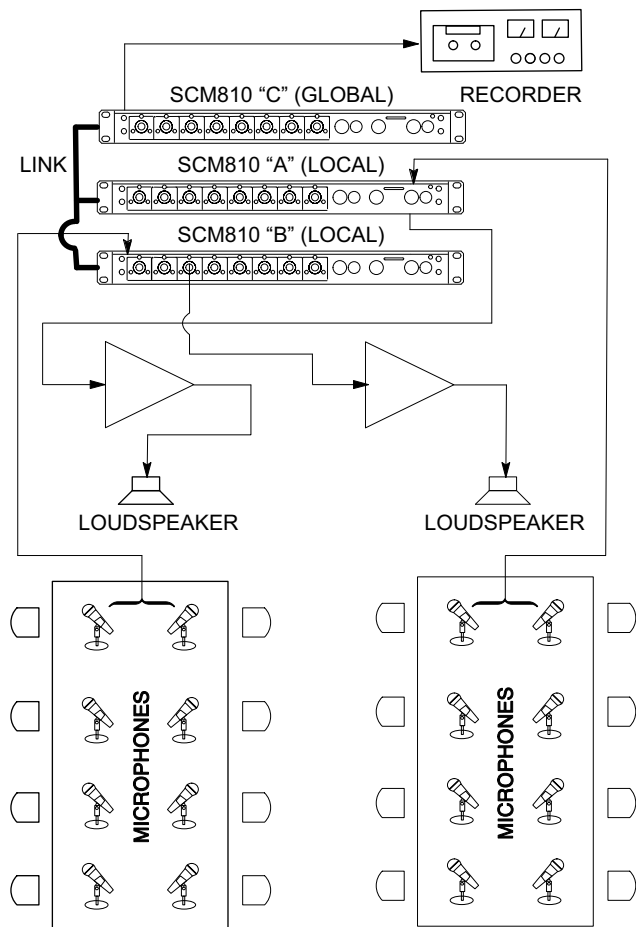 SCM810 “C” (GLOBAL)
RECORDER
LINK
SCM810 “A” (LOCAL)
SCM810 “B” (LOCAL)
LOUDSPEAKER
LOUDSPEAKER
MICROPHONES
MICROPHONES